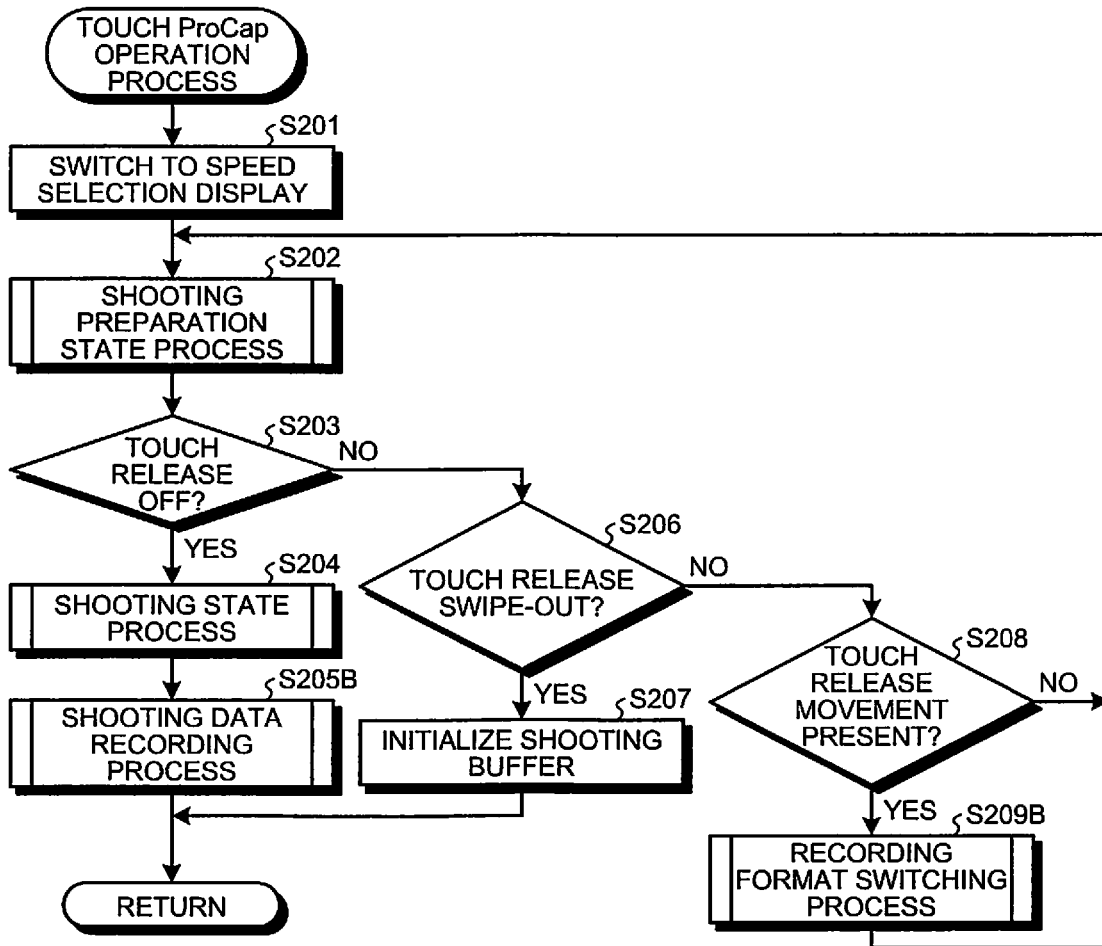 TOUCH ProCap
OPERATION
PROCESS
S201
SWITCH TO SPEED
SELECTION DISPLAY
S202
SHOOTING
PREPARATION
STATE PROCESS
S203
TOUCH
RELEASE
OFF?
NO
YES
S204
SHOOTING STATE
PROCESS
S205B
SHOOTING DATA
RECORDING
PROCESS
RETURN
S206
TOUCH RELEASE
SWIPE-OUT?
NO
YES
S207
INITIALIZE SHOOTING
BUFFER
S208
TOUCH
RELEASE
MOVEMENT
PRESENT?
NO
YES
S209B
RECORDING
FORMAT SWITCHING
PROCESS